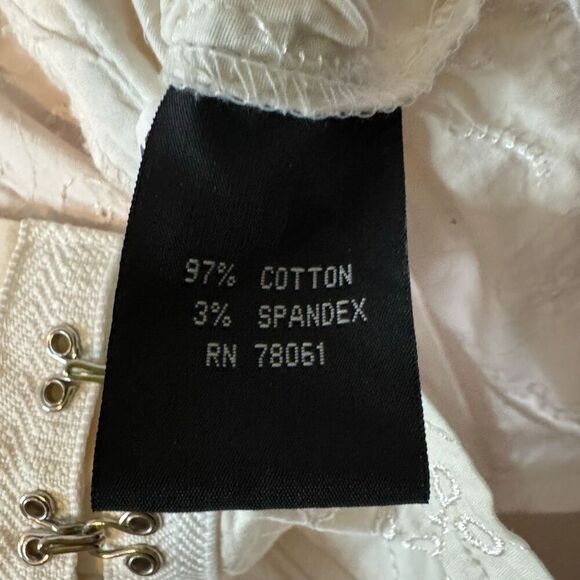 97% COTTON
3% SPANDEX
RN 78061